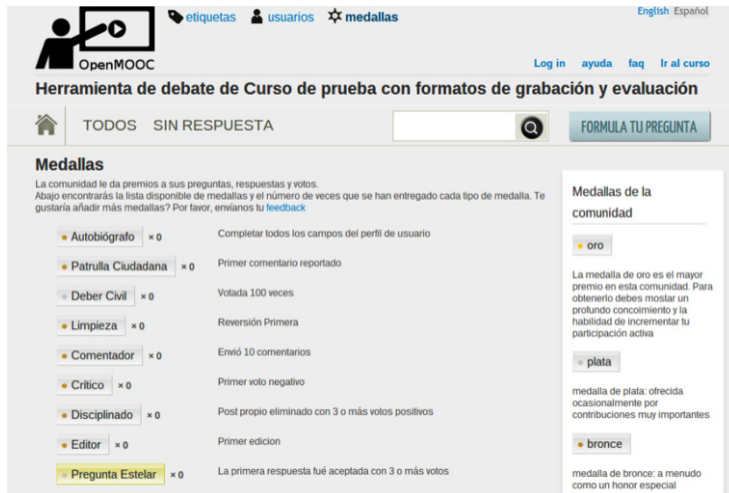 etiquetas usuarios medallas
English Español
OpenMOOC
Log in ayuda faq Ir al curso
Herramienta de debate de Curso de prueba con formatos de grabación y evaluación
TODOS SIN RESPUESTA
FORMULA TU PREGUNTA
Medallas
La comunidad le da premios a sus preguntas, respuestas y votos.
Abajo encontrarás la lista disponible de medallas y el número de veces que se han entregado cada tipo de medalla. Te
gustaría añadir más medallas? Por favor, envíanos tu feedback
Autobiógrafo × 0 Completar todos los campos del perfil de usuario
Patrulla Ciudadana × 0 Primer comentario reportado
Deber Civil × 0 Votada 100 veces
Limpieza × 0 Reversión Primera
Comentador × 0 Envió 10 comentarios
Crítico × 0 Primer voto negativo
Disciplinado × 0 Post propio eliminado con 3 o más votos positivos
Editor × 0 Primer edicion
Pregunta Estelar × 0 La primera respuesta fué aceptada con 3 o más votos
Medallas de la
comunidad
oro
La medalla de oro es el mayor
premio en esta comunidad. Para
obtenerlo debes mostar un
profundo concoimiento y la
habilidad de incrementar tu
participación activa
plata
medalla de plata: ofrecida
ocasionalmente por
contribuciones muy importantes
bronce
medalla de bronce: a menudo
como un honor especial